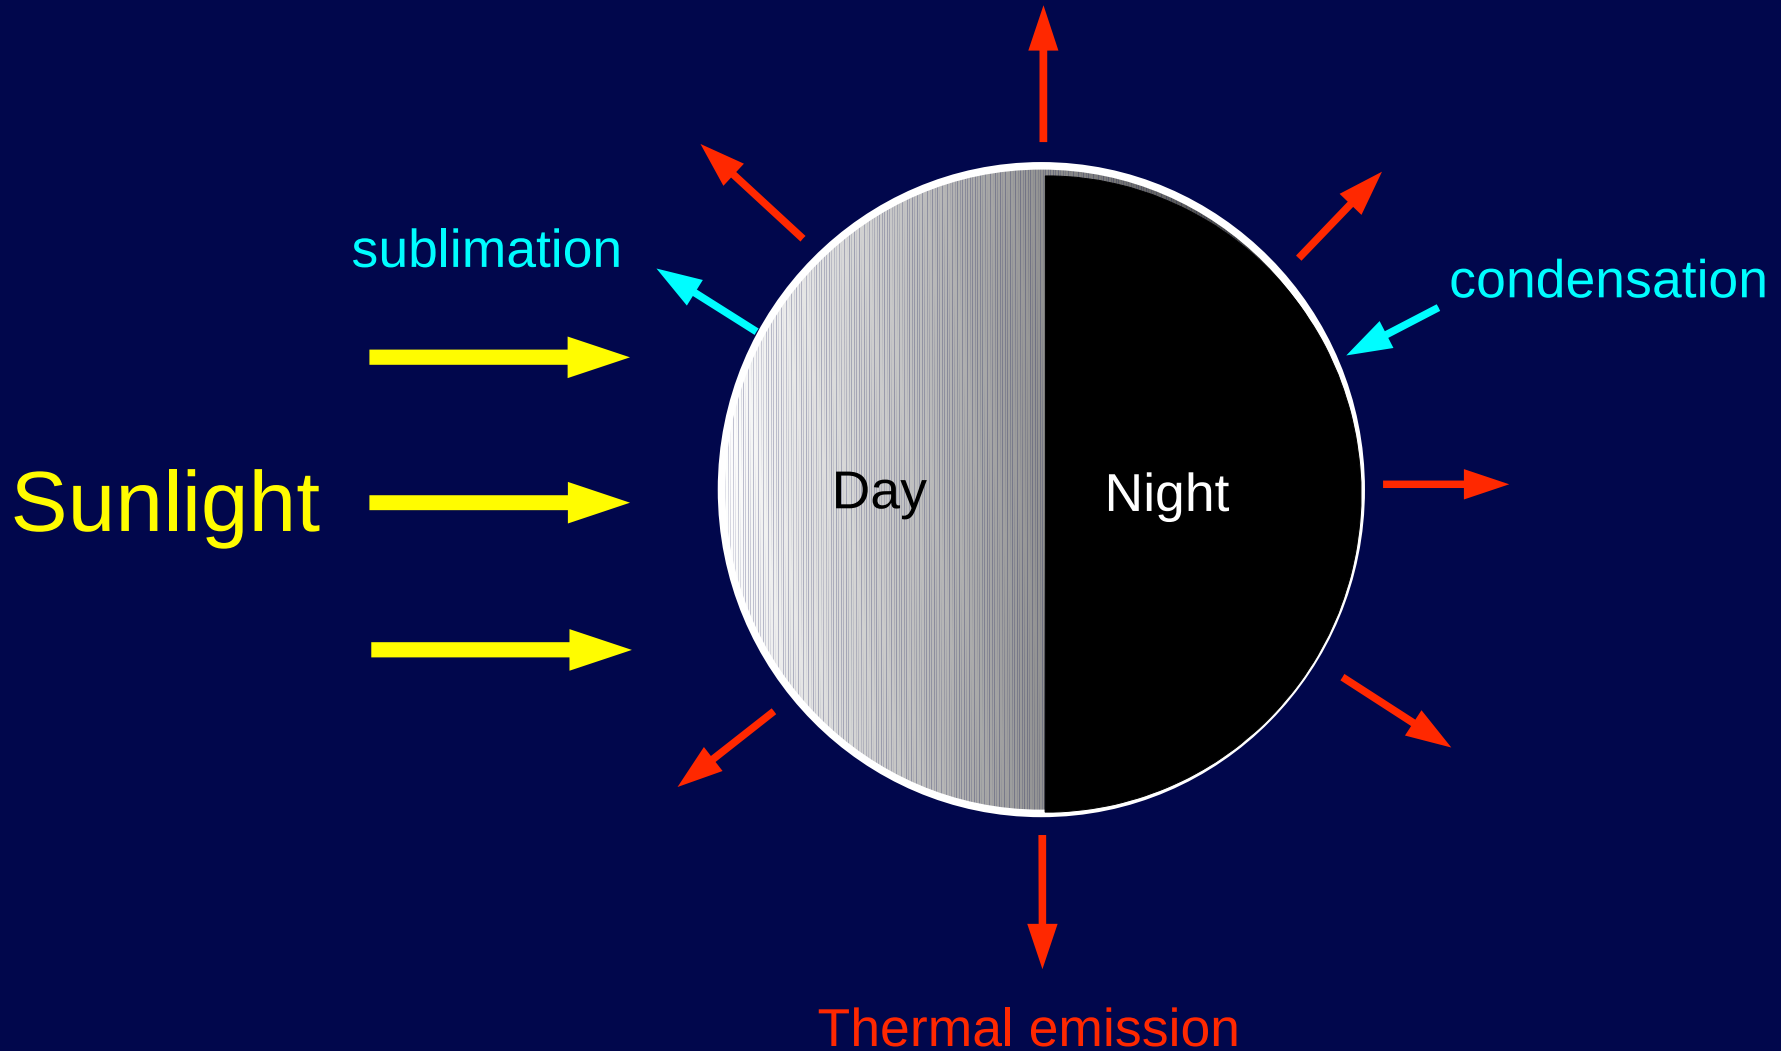 sublimation
condensation
Sunlight
Day
Night
Thermal emission